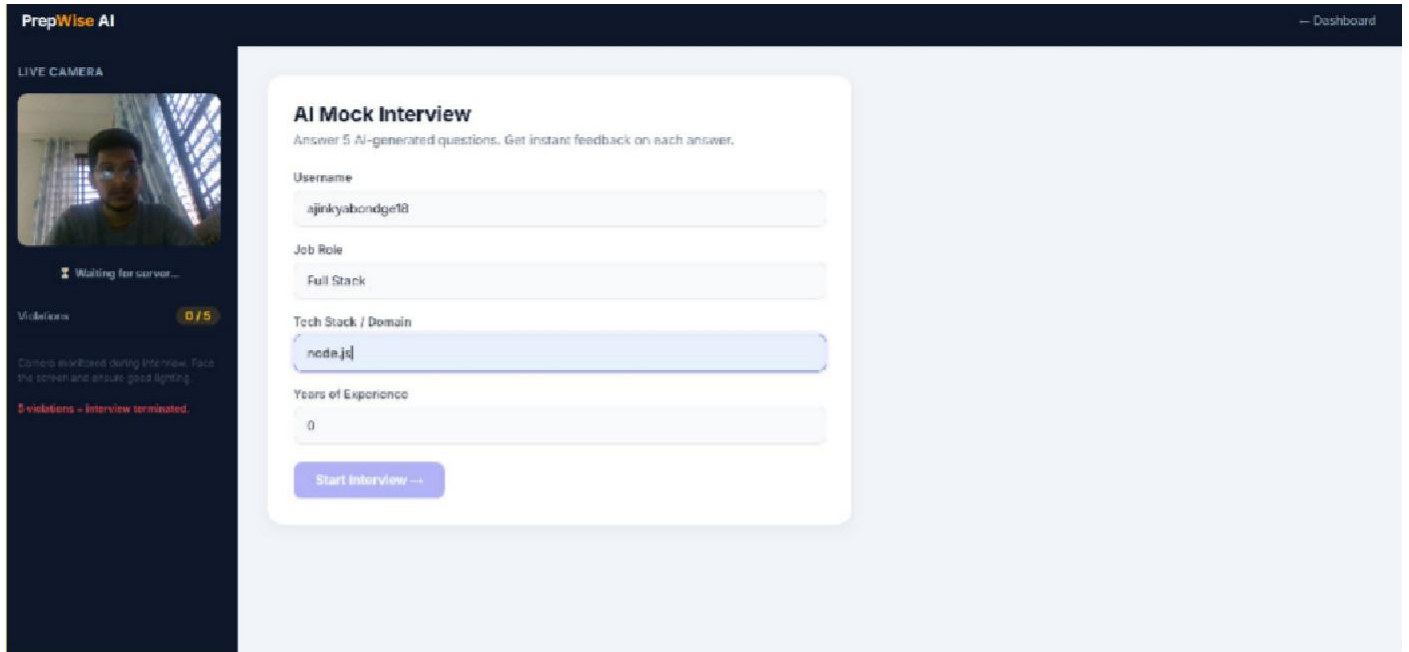 PrepWise AI
← Dashboard
LIVE CAMERA
⏳ Waiting for server...
Violations 0 / 5
Camera monitored during interview. Face
the screen and ensure good lighting.
5 violations = interview terminated.
AI Mock Interview
Answer 5 AI-generated questions. Get instant feedback on each answer.
Username
ajinkyabondge18
Job Role
Full Stack
Tech Stack / Domain
node.js
Years of Experience
0
Start Interview →